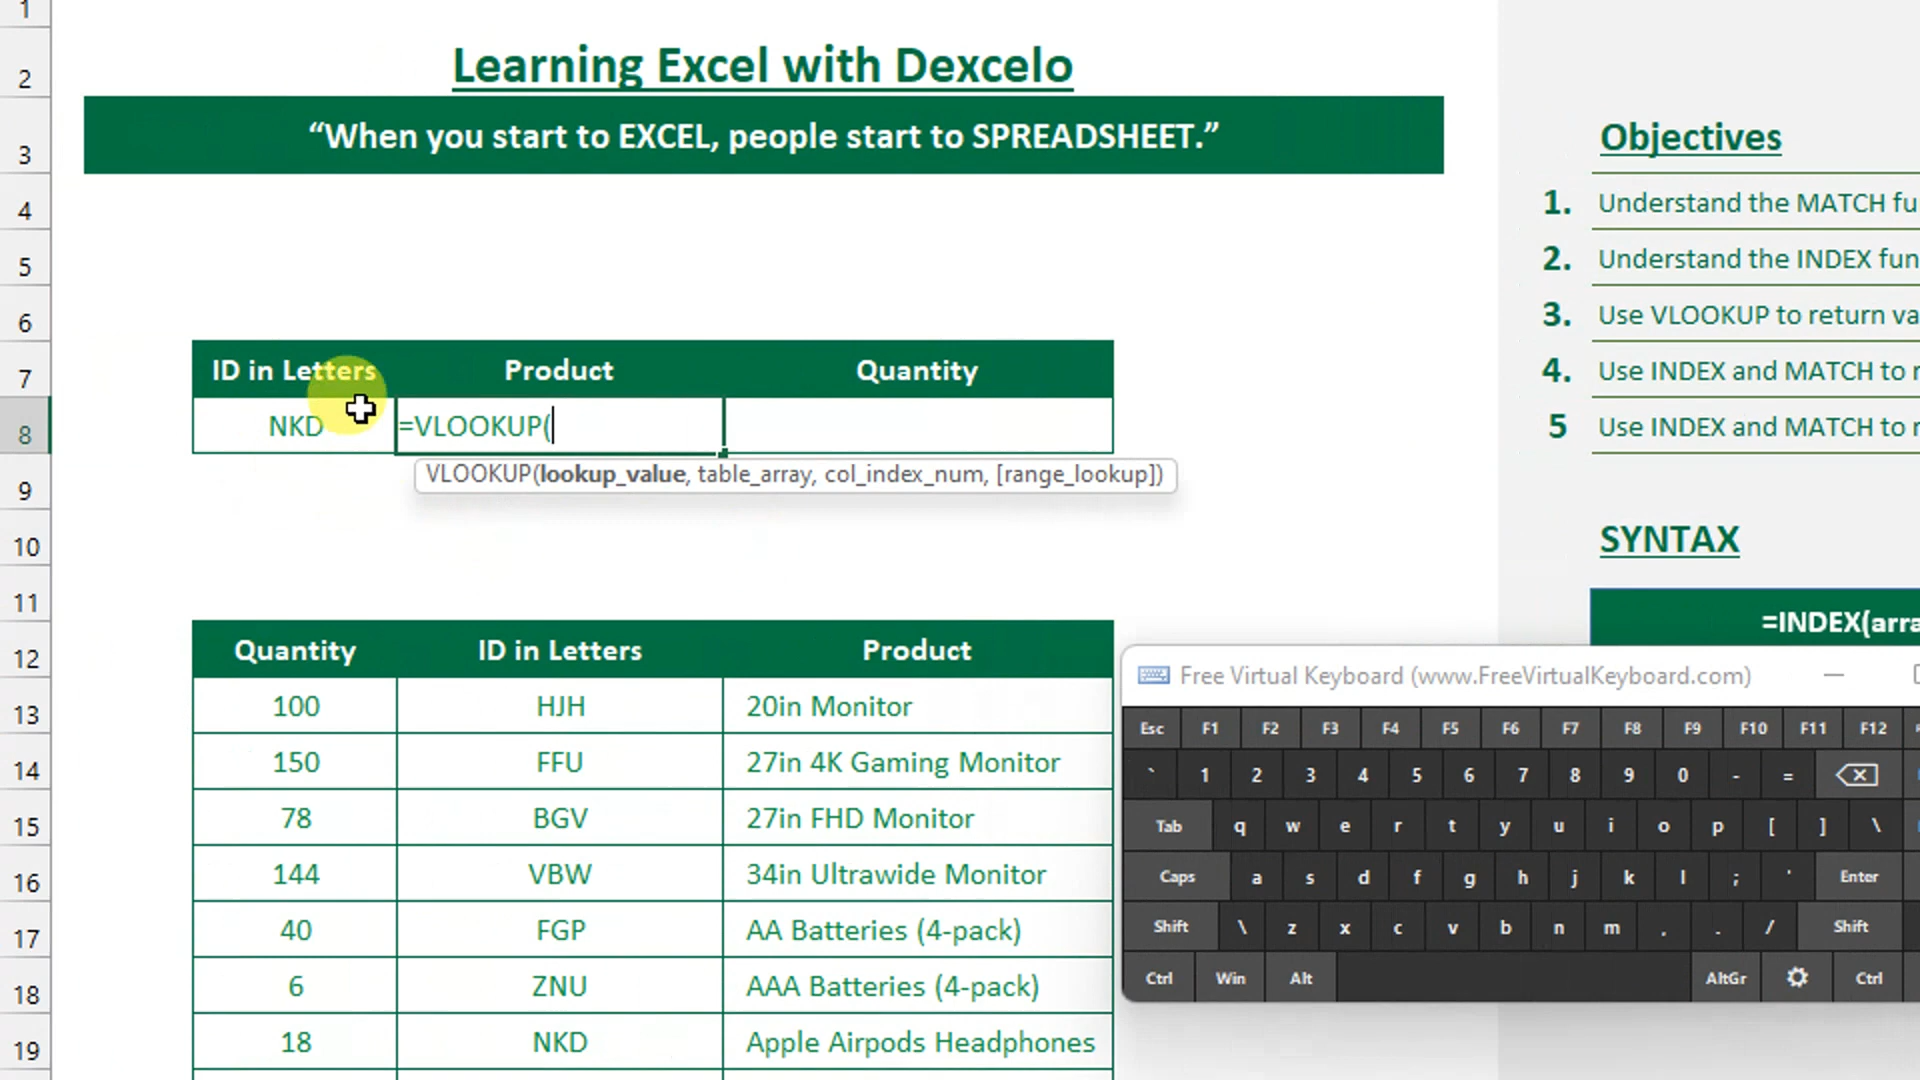 1
2
3
4
5
6
7
8
9
10
11
12
13
14
15
16
17
18
19
Learning Excel with Dexcelo
“When you start to EXCEL, people start to SPREADSHEET.”
ID in Letters Product Quantity
NKD =VLOOKUP(
VLOOKUP(lookup_value, table_array, col_index_num, [range_lookup])
Quantity ID in Letters Product
100 HJH 20in Monitor
150 FFU 27in 4K Gaming Monitor
78 BGV 27in FHD Monitor
144 VBW 34in Ultrawide Monitor
40 FGP AA Batteries (4-pack)
6 ZNU AAA Batteries (4-pack)
18 NKD Apple Airpods Headphones
Objectives
1. Understand the MATCH fu
2. Understand the INDEX fun
3. Use VLOOKUP to return va
4. Use INDEX and MATCH to r
5 Use INDEX and MATCH to r
SYNTAX
=INDEX(arra
Free Virtual Keyboard (www.FreeVirtualKeyboard.com)
Esc F1 F2 F3 F4 F5 F6 F7 F8 F9 F10 F11 F12
` 1 2 3 4 5 6 7 8 9 0 - =
Tab q w e r t y u i o p [ ] \
Caps a s d f g h j k l ; ' Enter
Shift \ z x c v b n m , . / Shift
Ctrl Win Alt AltGr Ctrl